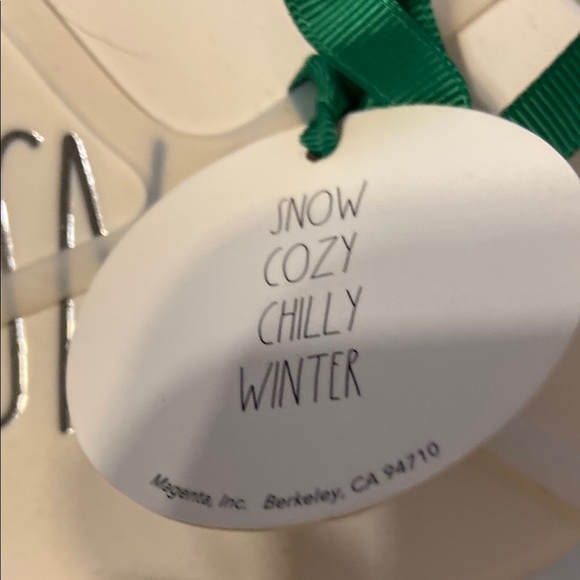 SNOW
COZY
CHILLY
WINTER
Magenta, Inc. Berkeley, CA 94710